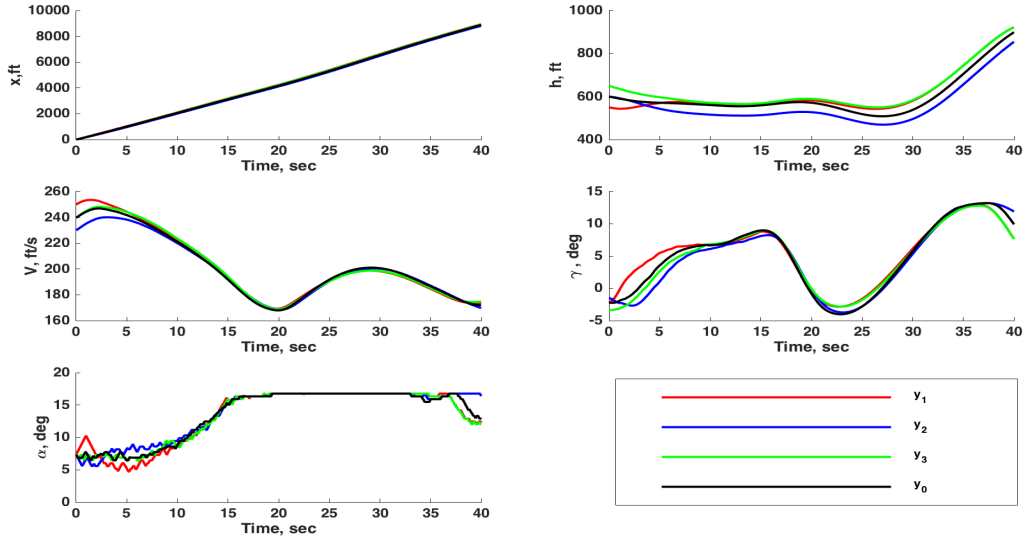 x,ft
10000
8000
6000
4000
2000
0
0 5 10 15 20 25 30 35 40
Time, sec
h, ft
1000
800
600
400
0 5 10 15 20 25 30 35 40
Time, sec
V, ft/s
260
240
220
200
180
160
0 5 10 15 20 25 30 35 40
Time, sec
γ, deg
15
10
5
0
-5
0 5 10 15 20 25 30 35 40
Time, sec
α, deg
20
15
10
5
0
0 5 10 15 20 25 30 35 40
Time, sec
y1
y2
y3
y0